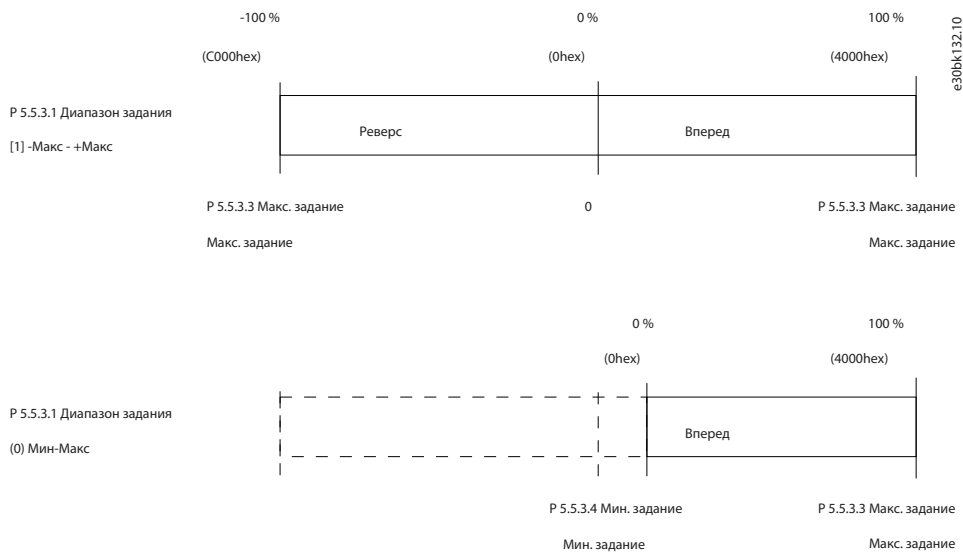 -100 %
0 %
100 %
(C000hex)
(0hex)
(4000hex)
e30bk132.10
P 5.5.3.1 Диапазон задания
[1] -Макс - +Макс
Реверс
Вперед
P 5.5.3.3 Макс. задание
0
P 5.5.3.3 Макс. задание
Макс. задание
Макс. задание
0 %
100 %
(0hex)
(4000hex)
P 5.5.3.1 Диапазон задания
(0) Мин-Макс
Вперед
P 5.5.3.4 Мин. задание
P 5.5.3.3 Макс. задание
Мин. задание
Макс. задание